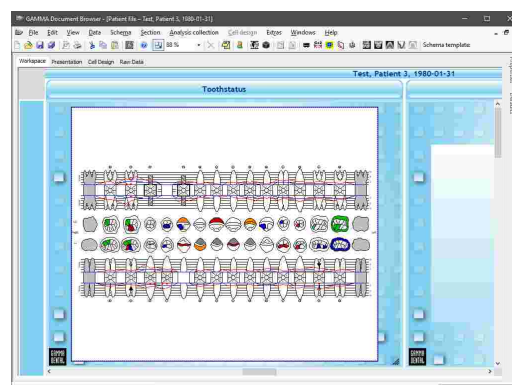 GAMMA Document Browser - [Patient file - Test, Patient 3, 1980-01-31]
File Edit View Data Schema Section Analysis collection Cell design Extras Windows Help
88 % Schema template:
Workspace Presentation Cell Design Raw Data
Test, Patient 3, 1980-01-31
Toothstatus
GAMMA
DENTAL
GAMMA
DENTAL